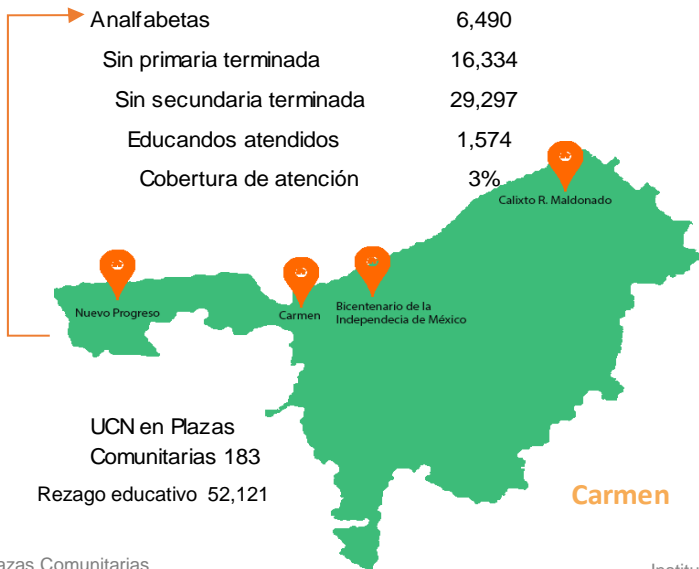 Analfabetas 6,490
Sin primaria terminada 16,334
Sin secundaria terminada 29,297
Educandos atendidos 1,574
Cobertura de atención 3%
Calixto R. Maldonado
Nuevo Progreso
Carmen
Bicentenario de la
Independecia de México
UCN en Plazas
Comunitarias 183
Rezago educativo 52,121
Carmen
Comunitarias